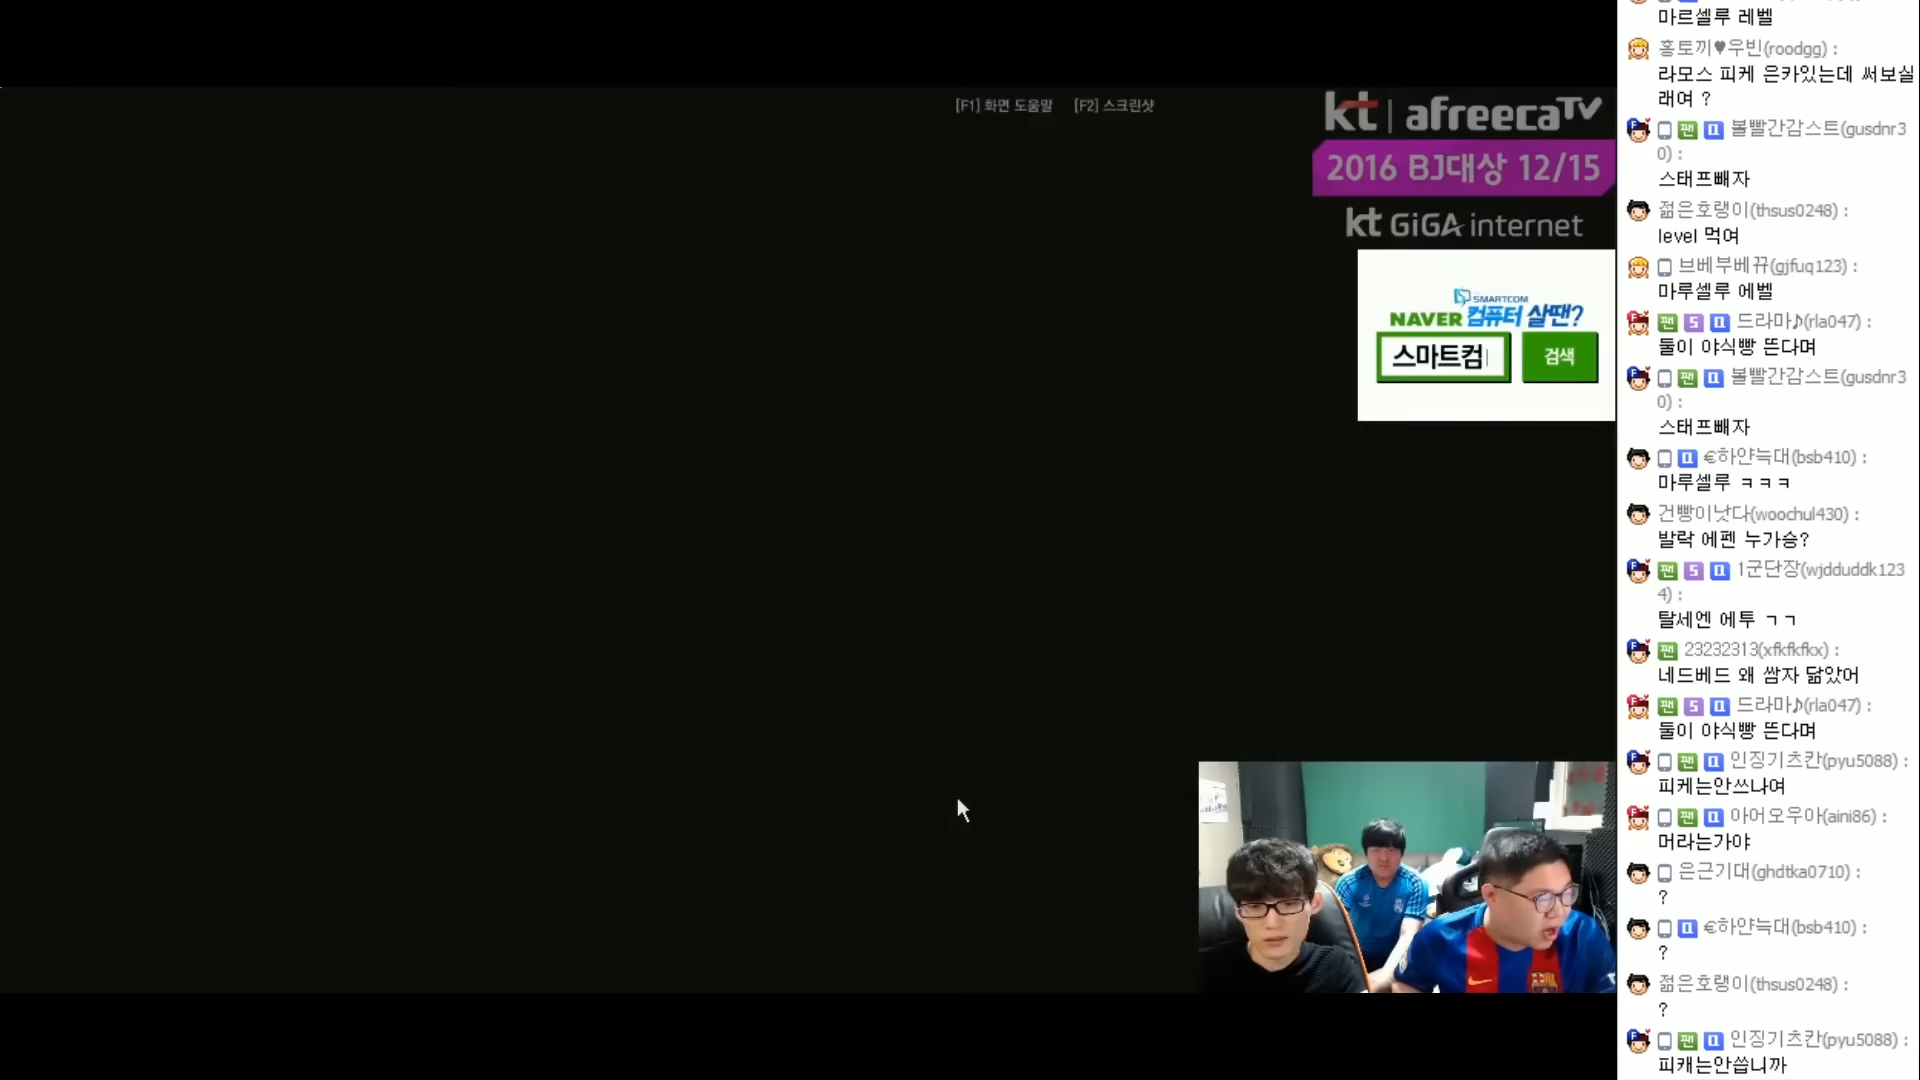 [F1] 화면 도움말 [F2] 스크린샷
kt | afreecaTV
2016 BJ대상 12/15
kt GiGA internet
SMARTCOM
NAVER 컴퓨터 살땐?
스마트컴 검색
마르셀루 레벨
홍토끼♥우빈(roodgg) :
라모스 피케 은카있는데 써보실
래여 ?
팬 볼빨간감스트(gusdnr3
0) :
스태프빼자
젊은호랭이(thsus0248) :
level 먹여
브베부베뀨(gjfuq123) :
마루셀루 에벨
팬 S 드라마♪(rla047) :
둘이 야식빵 뜬다며
팬 볼빨간감스트(gusdnr3
0) :
스태프빼자
€하얀늑대(bsb410) :
마루셀루 ㅋㅋㅋ
건빵이낫다(woochul430) :
발락 에펜 누가승?
팬 S 1군단장(wjdduddk123
4) :
탈세엔 에투 ㄱㄱ
팬 23232313(xfkfkfkx) :
네드베드 왜 쌈자 닮았어
팬 S 드라마♪(rla047) :
둘이 야식빵 뜬다며
팬 인징기츠칸(pyu5088) :
피케는안쓰나여
팬 아어오우아(aini86) :
머라는가야
은근기대(ghdtka0710) :
?
€하얀늑대(bsb410) :
?
젊은호랭이(thsus0248) :
?
팬 인징기츠칸(pyu5088) :
피캐는안씁니까